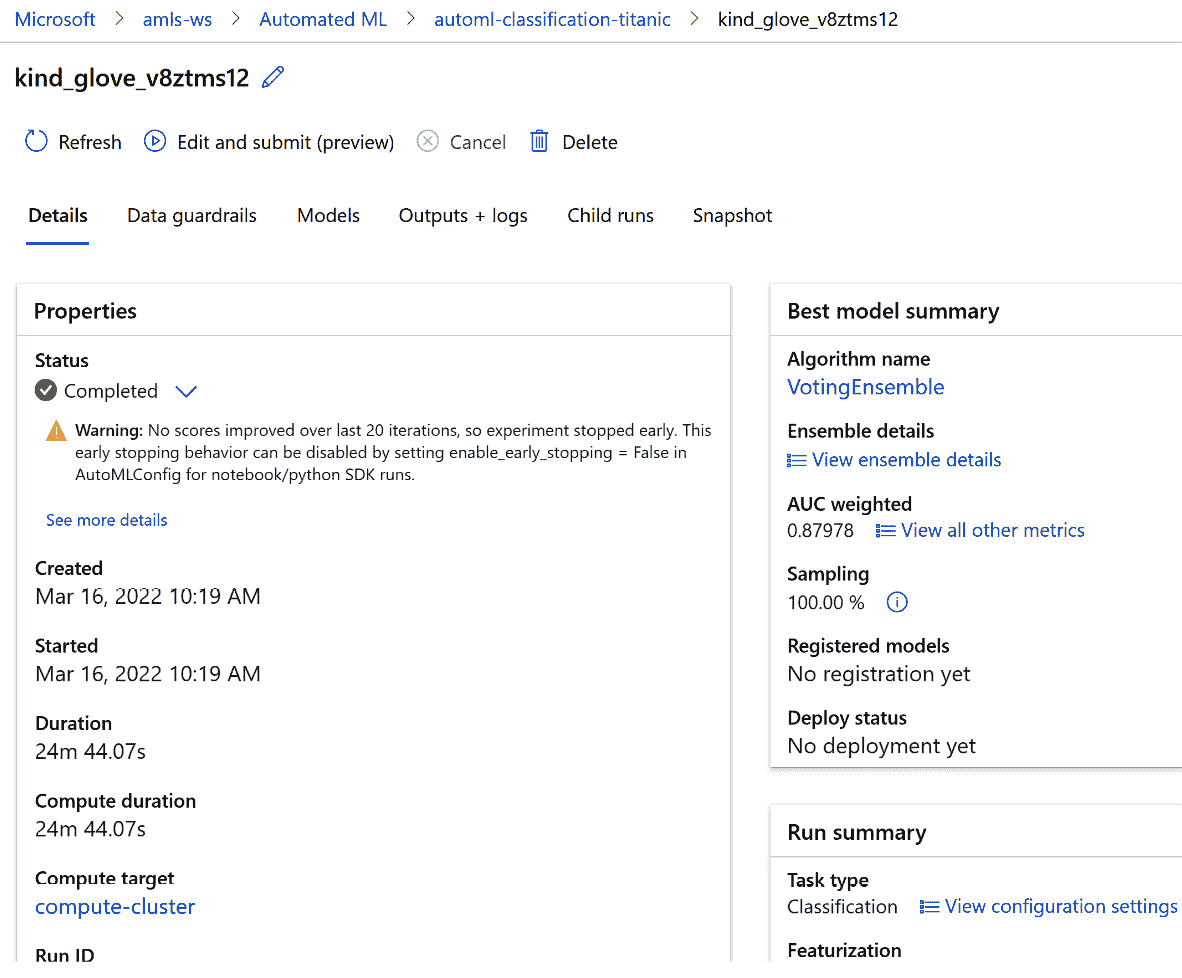 Microsoft > amls-ws > Automated ML > automl-classification-titanic > kind_glove_v8ztms12
kind_glove_v8ztms12
Refresh Edit and submit (preview) Cancel Delete
Details Data guardrails Models Outputs + logs Child runs Snapshot
Properties
Status
Completed
Warning: No scores improved over last 20 iterations, so experiment stopped early. This
early stopping behavior can be disabled by setting enable_early_stopping = False in
AutoMLConfig for notebook/python SDK runs.
See more details
Created
Mar 16, 2022 10:19 AM
Started
Mar 16, 2022 10:19 AM
Duration
24m 44.07s
Compute duration
24m 44.07s
Compute target
compute-cluster
Run ID
Best model summary
Algorithm name
VotingEnsemble
Ensemble details
View ensemble details
AUC weighted
0.87978 View all other metrics
Sampling
100.00 %
Registered models
No registration yet
Deploy status
No deployment yet
Run summary
Task type
Classification View configuration settings
Featurization